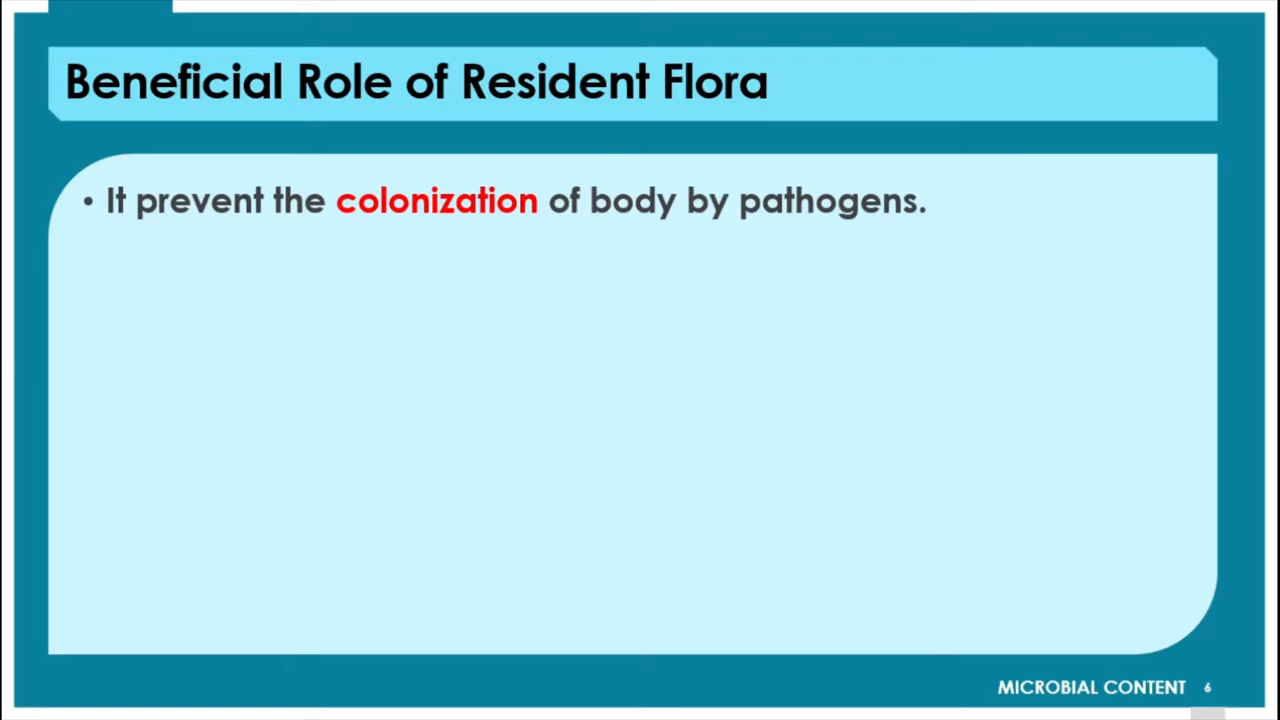 Beneficial Role of Resident Flora
• It prevent the colonization of body by pathogens.
MICROBIAL CONTENT 6